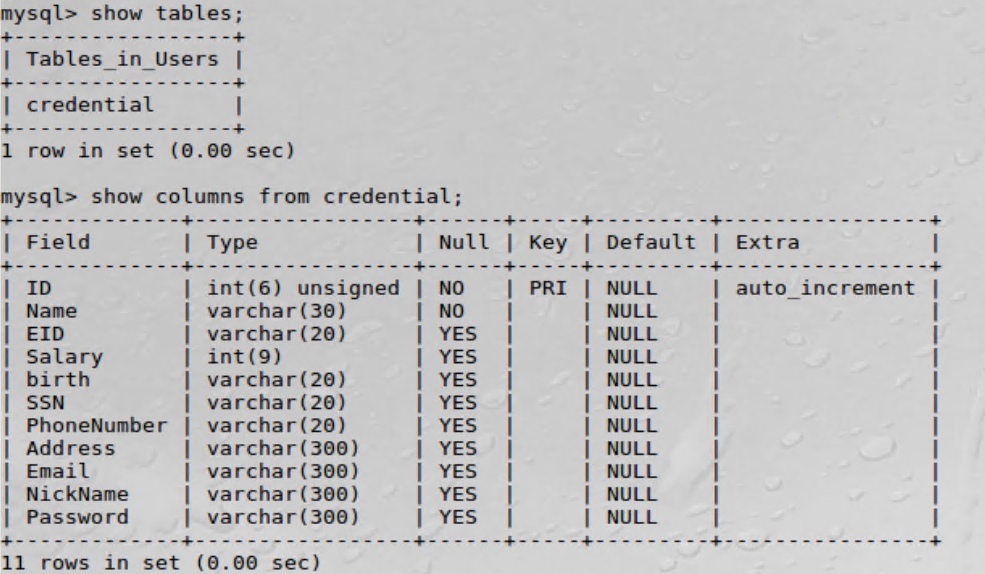 mysql> show tables;
+-----------------+
| Tables_in_Users |
+-----------------+
| credential      |
+-----------------+
1 row in set (0.00 sec)
mysql> show columns from credential;
+-------------+-----------------+------+-----+---------+----------------+
| Field       | Type            | Null | Key | Default | Extra          |
+-------------+-----------------+------+-----+---------+----------------+
| ID          | int(6) unsigned | NO   | PRI | NULL    | auto_increment |
| Name        | varchar(30)     | NO   |     | NULL    |                |
| EID         | varchar(20)     | YES  |     | NULL    |                |
| Salary      | int(9)          | YES  |     | NULL    |                |
| birth       | varchar(20)     | YES  |     | NULL    |                |
| SSN         | varchar(20)     | YES  |     | NULL    |                |
| PhoneNumber | varchar(20)     | YES  |     | NULL    |                |
| Address     | varchar(300)    | YES  |     | NULL    |                |
| Email       | varchar(300)    | YES  |     | NULL    |                |
| NickName    | varchar(300)    | YES  |     | NULL    |                |
| Password    | varchar(300)    | YES  |     | NULL    |                |
+-------------+-----------------+------+-----+---------+----------------+
11 rows in set (0.00 sec)